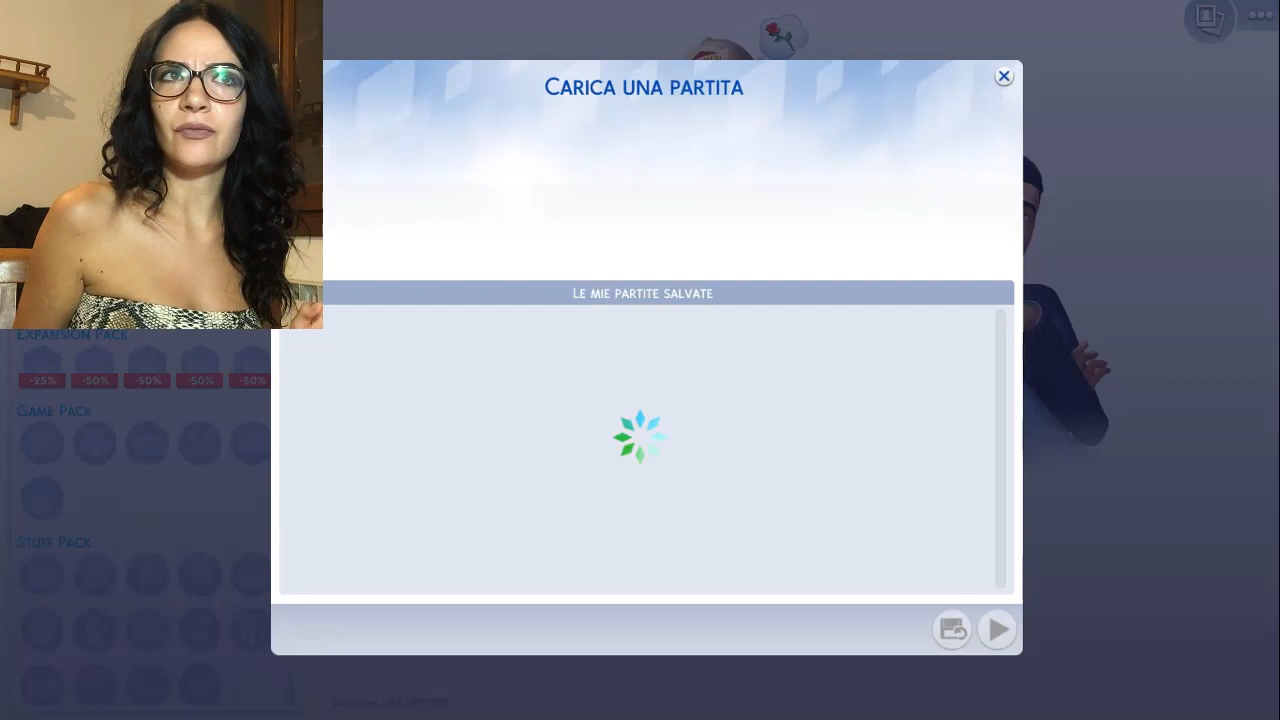 CARICA UNA PARTITA
LE MIE PARTITE SALVATE
EXPANSION PACK
-25% -50% -50% -50% -50%
GAME PACK
STUFF PACK